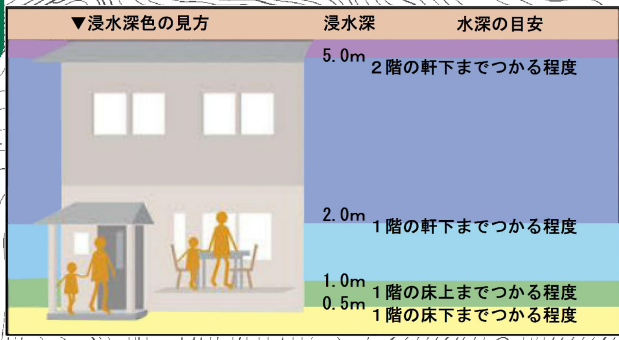 ▼浸水深色の見方 浸水深 水深の目安
5.0m 2階の軒下までつかる程度
2.0m 1階の軒下までつかる程度
1.0m 1階の床上までつかる程度
0.5m 1階の床下までつかる程度